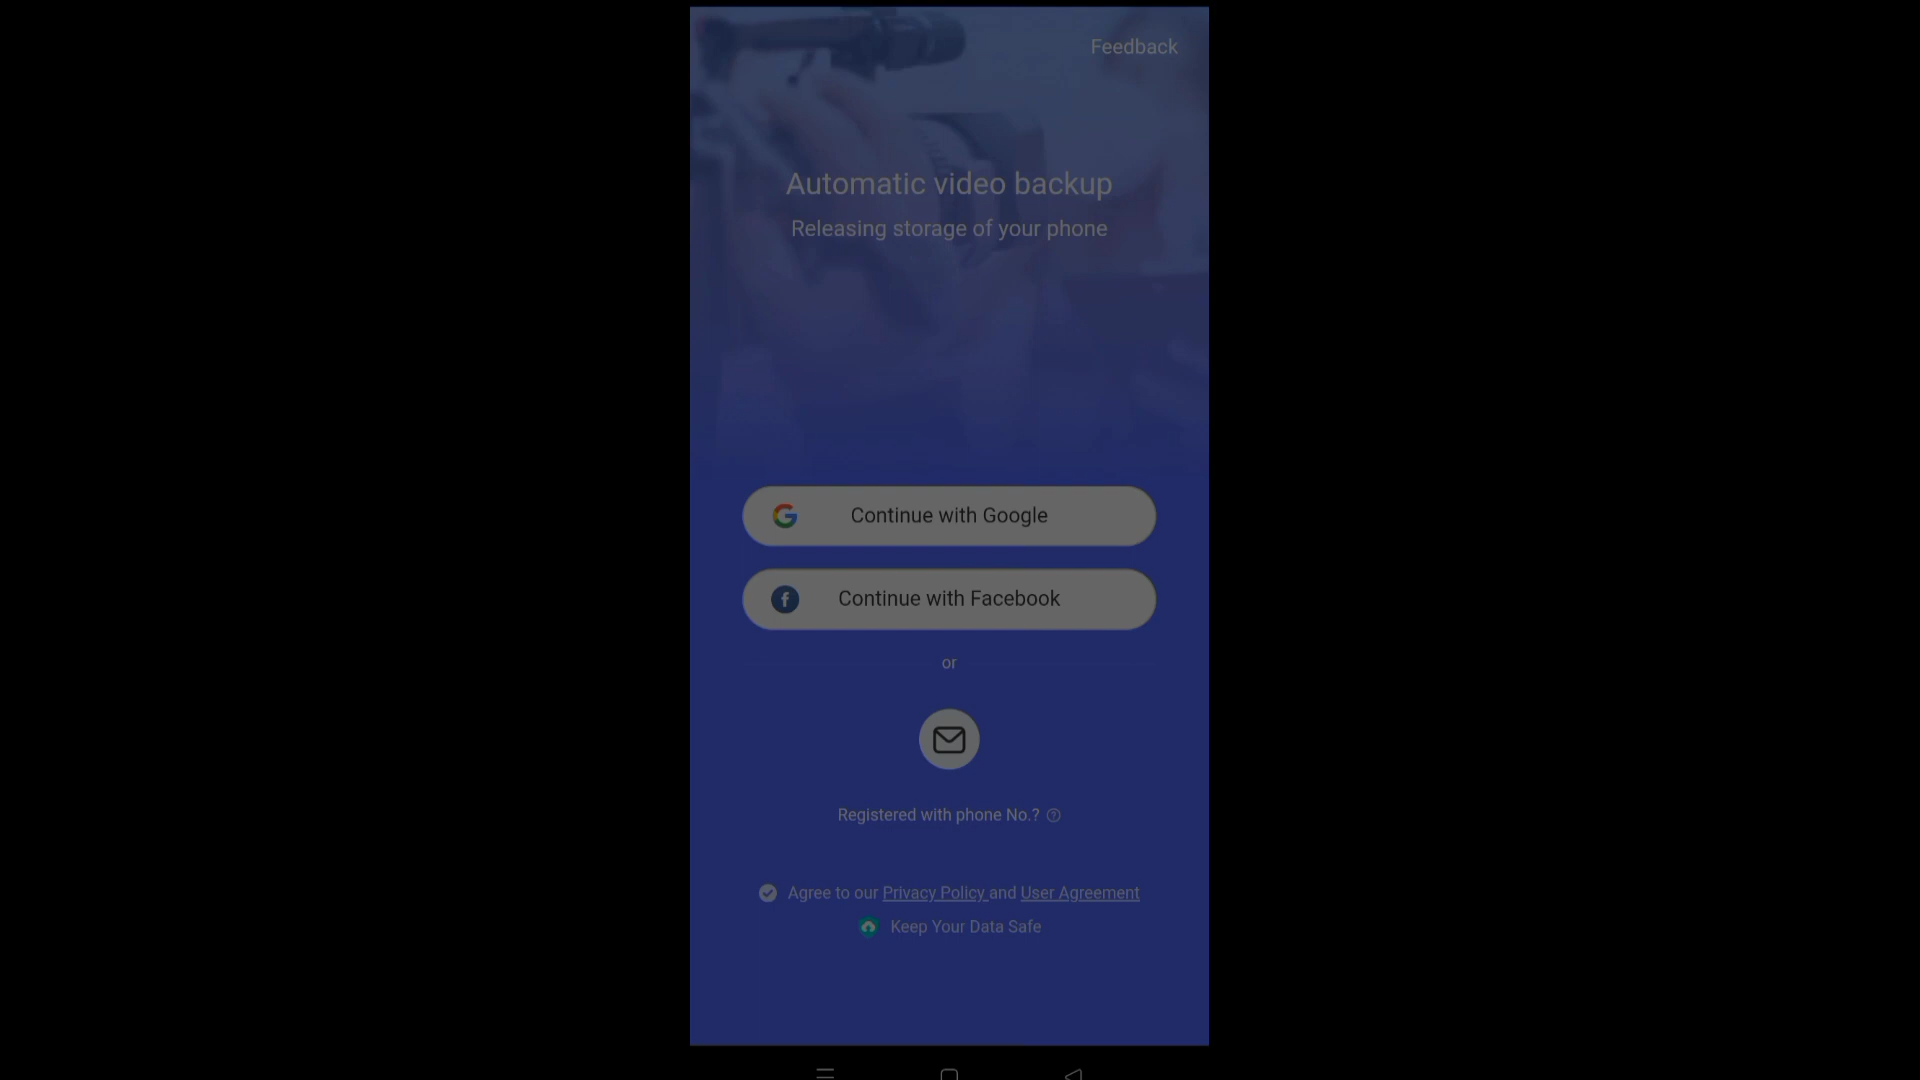 Feedback
Automatic video backup
Releasing storage of your phone
Continue with Google
Continue with Facebook
or
Registered with phone No.?
Agree to our Privacy Policy and User Agreement
Keep Your Data Safe